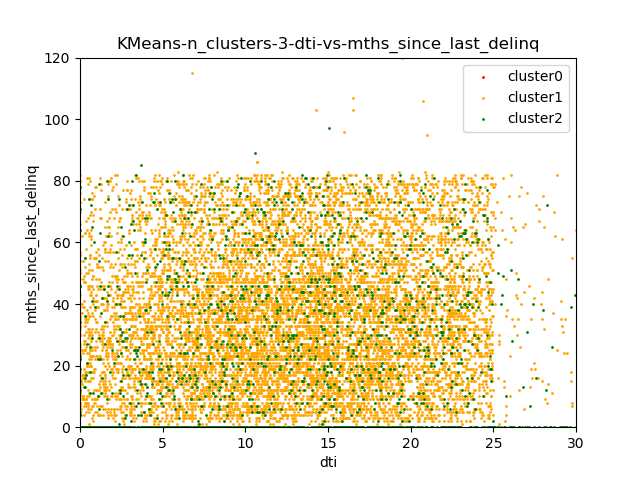 KMeans-n_clusters-3-dti-vs-mths_since_last_delinq
120
100
80
60
40
20
0
mths_since_last_delinq
cluster0
cluster1
cluster2
0 5 10 15 20 25 30
dti